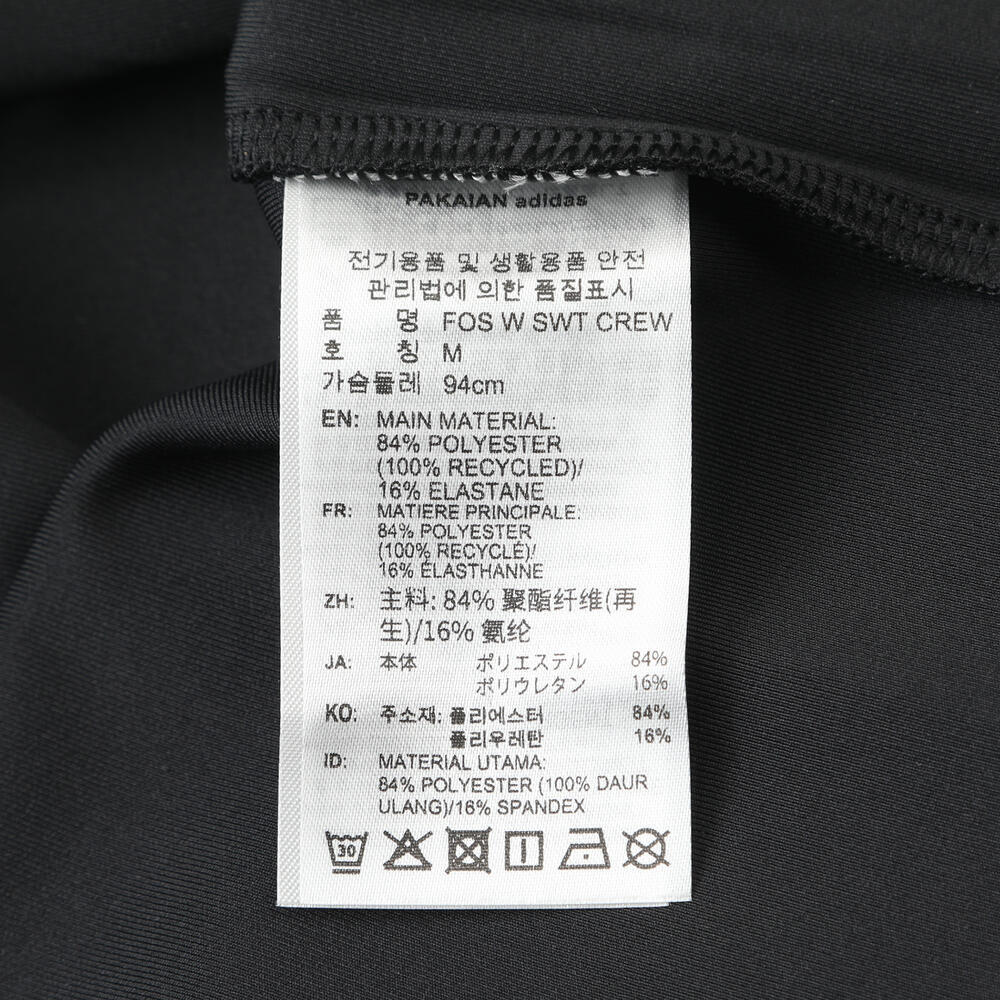 PAKAIAN adidas
전기용품 및 생활용품 안전
관리법에 의한 품질표시
품 명 FOS W SWT CREW
호 칭 M
가슴둘레 94cm
EN: MAIN MATERIAL:
84% POLYESTER
(100% RECYCLED)/
16% ELASTANE
FR: MATIERE PRINCIPALE:
84% POLYESTER
(100% RECYCLÉ)/
16% ÉLASTHANNE
ZH: 主料: 84% 聚酯纤维(再
生)/16% 氨纶
JA: 本体 ポリエステル 84%
ポリウレタン 16%
KO: 주소재: 폴리에스터 84%
폴리우레탄 16%
ID: MATERIAL UTAMA:
84% POLYESTER (100% DAUR
ULANG)/16% SPANDEX
30